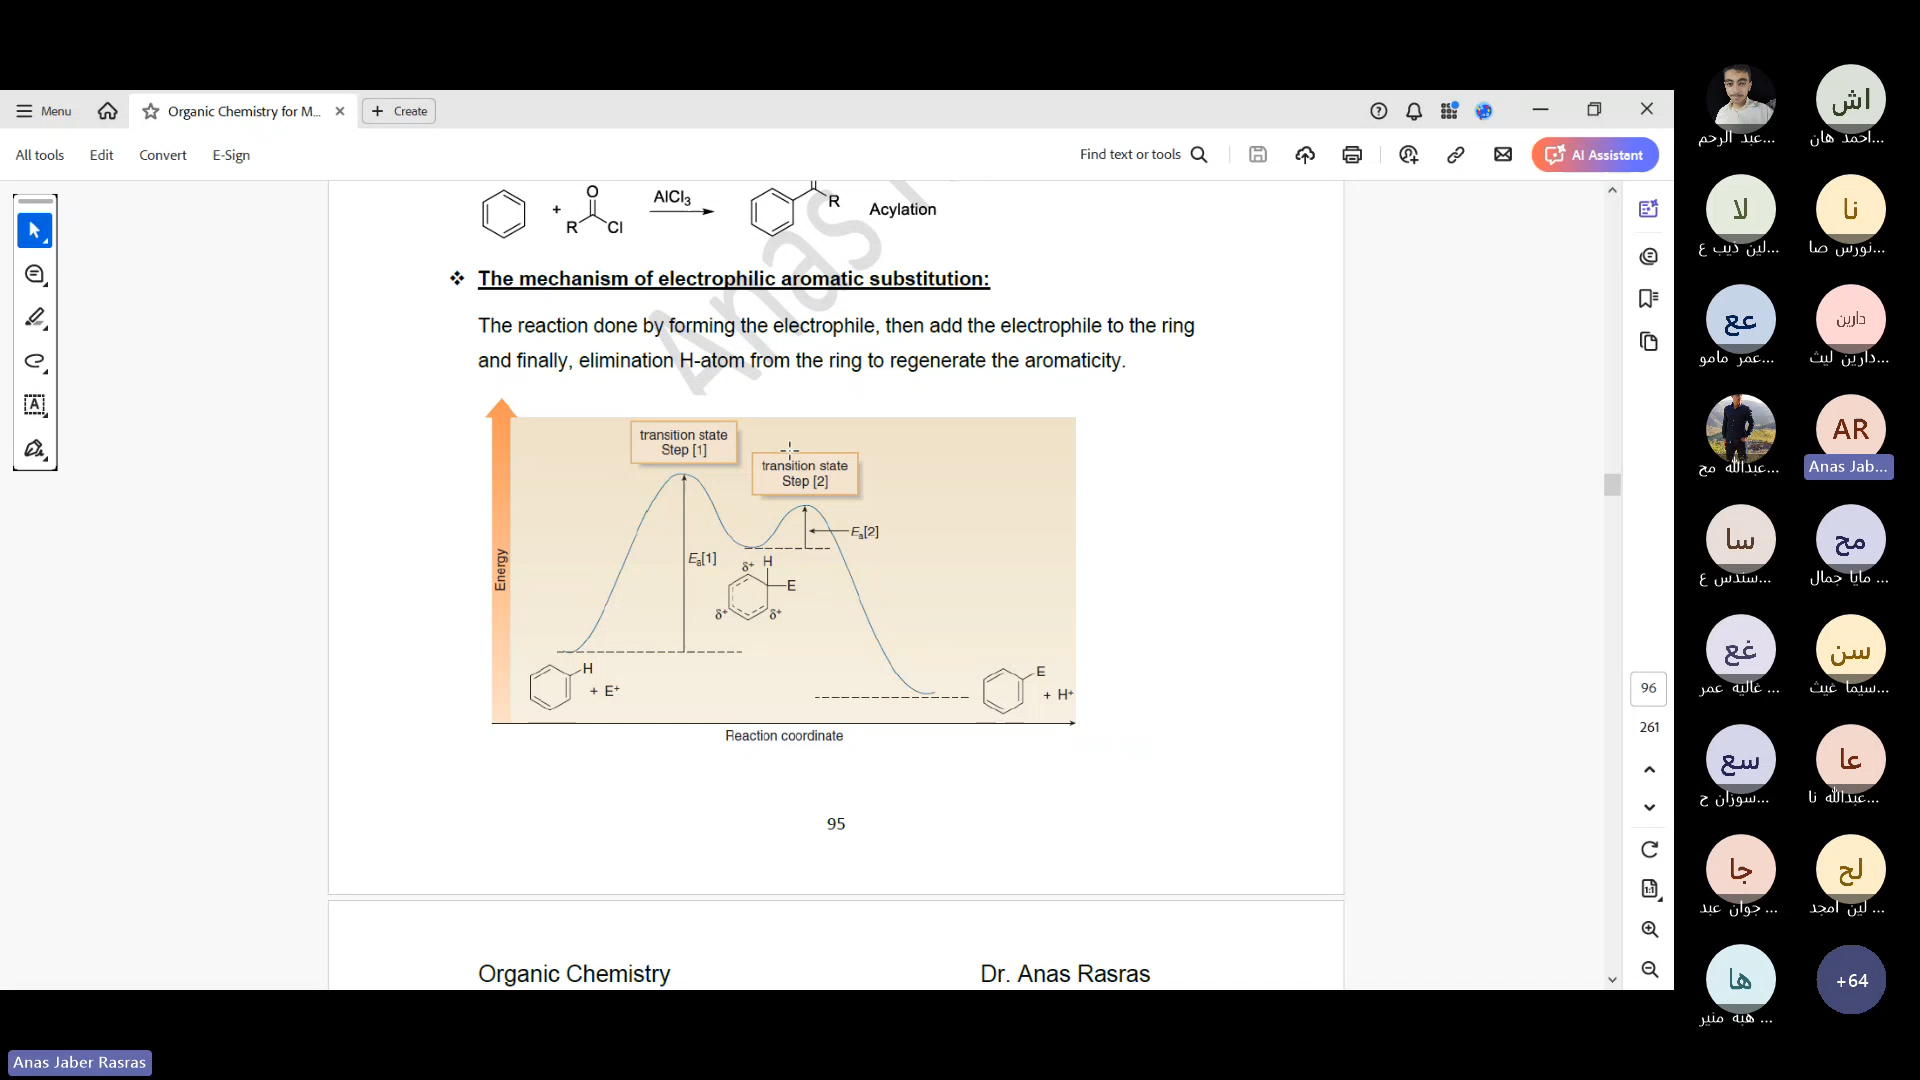 Menu
Organic Chemistry for M...
Create
All tools
Edit
Convert
E-Sign
Find text or tools
AI Assistant
+
O
R
Cl
AlCl3
R
Acylation
❖ The mechanism of electrophilic aromatic substitution:
The reaction done by forming the electrophile, then add the electrophile to the ring
and finally, elimination H-atom from the ring to regenerate the aromaticity.
Anas
transition state
Step [1]
transition state
Step [2]
Ea[2]
Ea[1]
δ+ H
E
δ+ δ+
Energy
H
+ E+
E
+ H+
Reaction coordinate
95
Organic Chemistry
Dr. Anas Rasras
96
261
عبد الرحم...
اش
احمد هان...
لا
لين ذيب ع...
نا
نورس صا...
عع
عمر مامو...
دارين
دارين ليث...
عبدالله مح...
AR
Anas Jab...
سا
سندس ع...
مح
مايا جمال ...
غع
غاليه عمر ...
سن
سيما غيث...
سع
سوزان ح...
عا
عبدالله نا...
جا
جوان عبد ...
لح
لين امجد ...
ها
هبه منير ...
+64
Anas Jaber Rasras